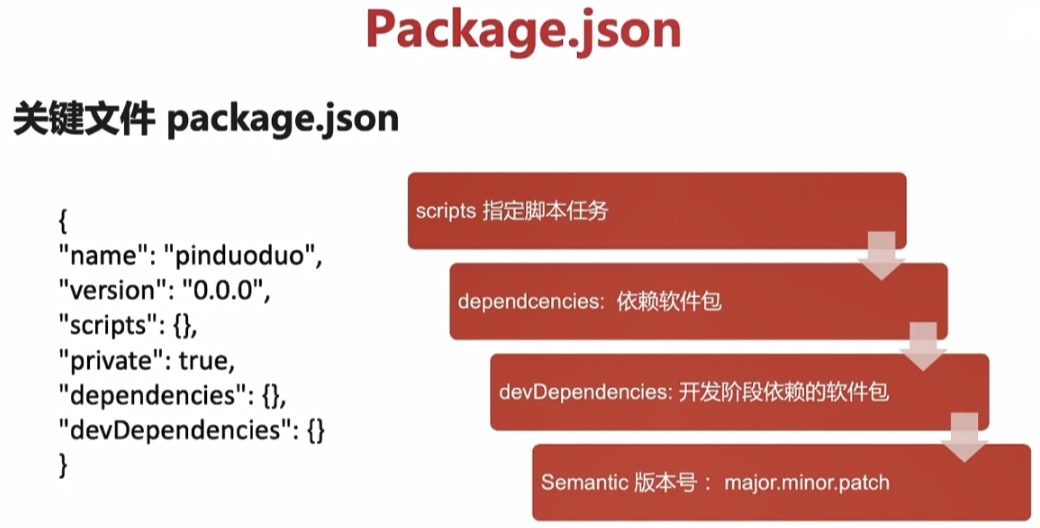 Package.json
关键文件 package.json
{
"name": "pinduoduo",
"version": "0.0.0",
"scripts": {},
"private": true,
"dependencies": {},
"devDependencies": {}
}
scripts 指定脚本任务
dependcencies: 依赖软件包
devDependencies: 开发阶段依赖的软件包
Semantic 版本号： major.minor.patch